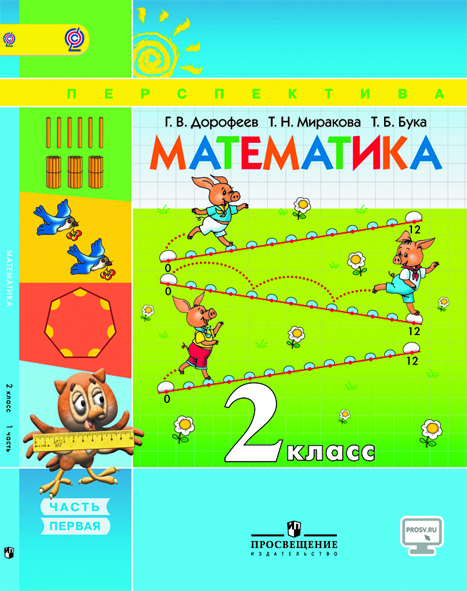 ПЕРСПЕКТИВА
Г. В. Дорофеев Т. Н. Миракова Т. Б. Бука
МАТЕМАТИКА
12
0
0
12
0
12
2 класс
ЧАСТЬ
ПЕРВАЯ
ПРОСВЕЩЕНИЕ
ИЗДАТЕЛЬСТВО
PROSV.RU
МАТЕМАТИКА
2 класс 1 часть